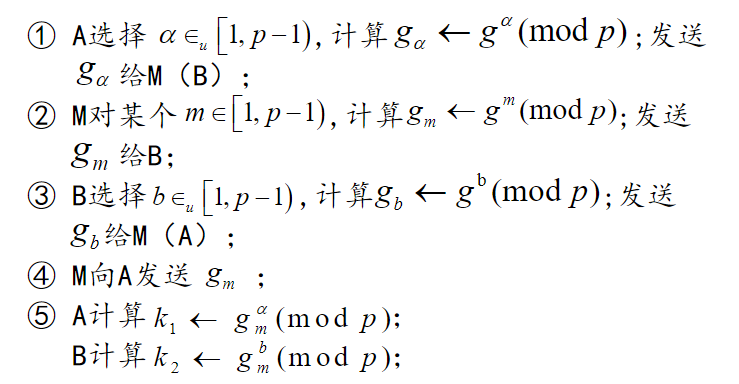 ① A选择 α∈ᵤ[1, p−1), 计算 g_α ← g^α(mod p); 发送
g_α 给M（B）;
② M对某个 m∈[1, p−1), 计算 g_m ← g^m(mod p); 发送
g_m 给B;
③ B选择 b∈ᵤ[1, p−1), 计算 g_b ← g^b(mod p); 发送
g_b 给M（A）;
④ M向A发送 g_m ;
⑤ A计算 k_1 ← g_m^α(mod p);
B计算 k_2 ← g_m^b(mod p);